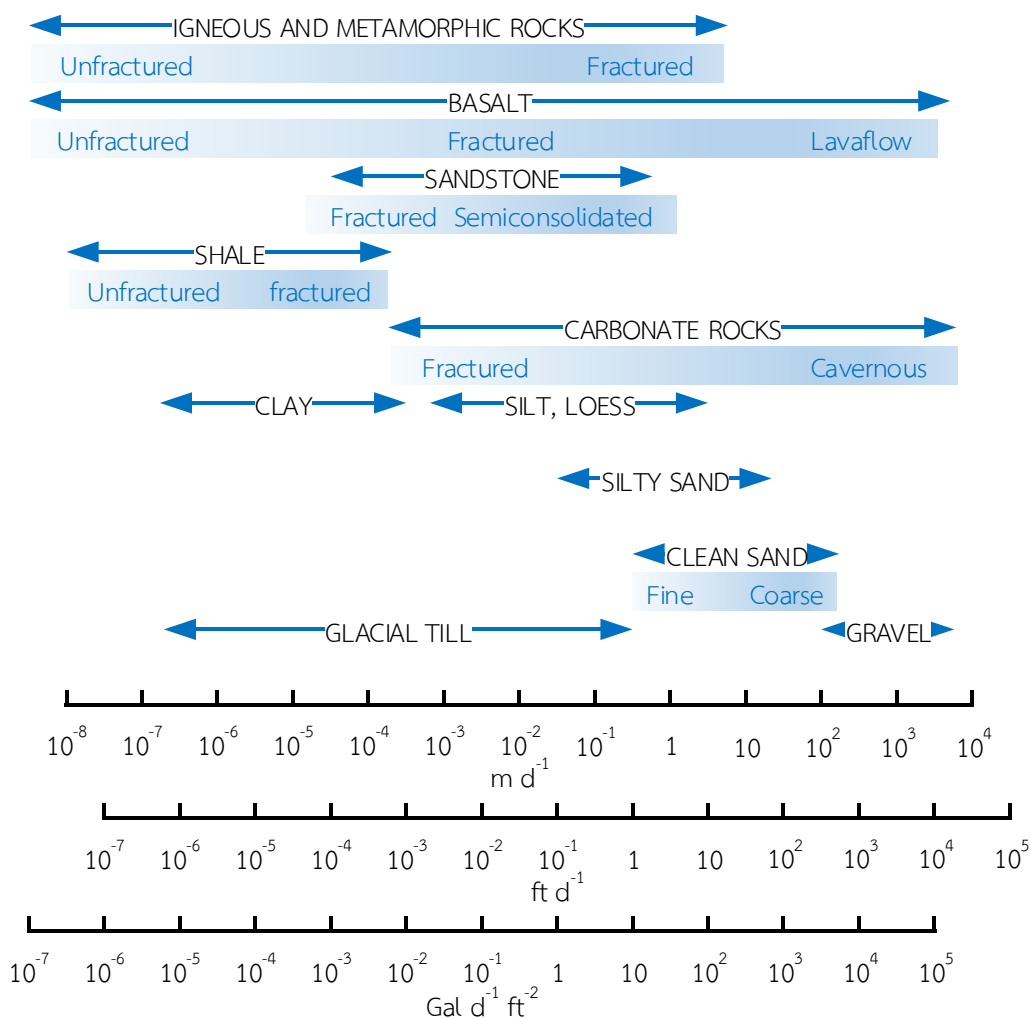 IGNEOUS AND METAMORPHIC ROCKS
Unfractured Fractured
BASALT
Unfractured Fractured Lavaflow
SANDSTONE
Fractured Semiconsolidated
SHALE
Unfractured fractured
CARBONATE ROCKS
Fractured Cavernous
CLAY SILT, LOESS
SILTY SAND
CLEAN SAND
Fine Coarse
GLACIAL TILL GRAVEL
10⁻⁸ 10⁻⁷ 10⁻⁶ 10⁻⁵ 10⁻⁴ 10⁻³ 10⁻² 10⁻¹ 1 10 10² 10³ 10⁴
m d⁻¹
10⁻⁷ 10⁻⁶ 10⁻⁵ 10⁻⁴ 10⁻³ 10⁻² 10⁻¹ 1 10 10² 10³ 10⁴ 10⁵
ft d⁻¹
10⁻⁷ 10⁻⁶ 10⁻⁵ 10⁻⁴ 10⁻³ 10⁻² 10⁻¹ 1 10 10² 10³ 10⁴ 10⁵
Gal d⁻¹ ft⁻²